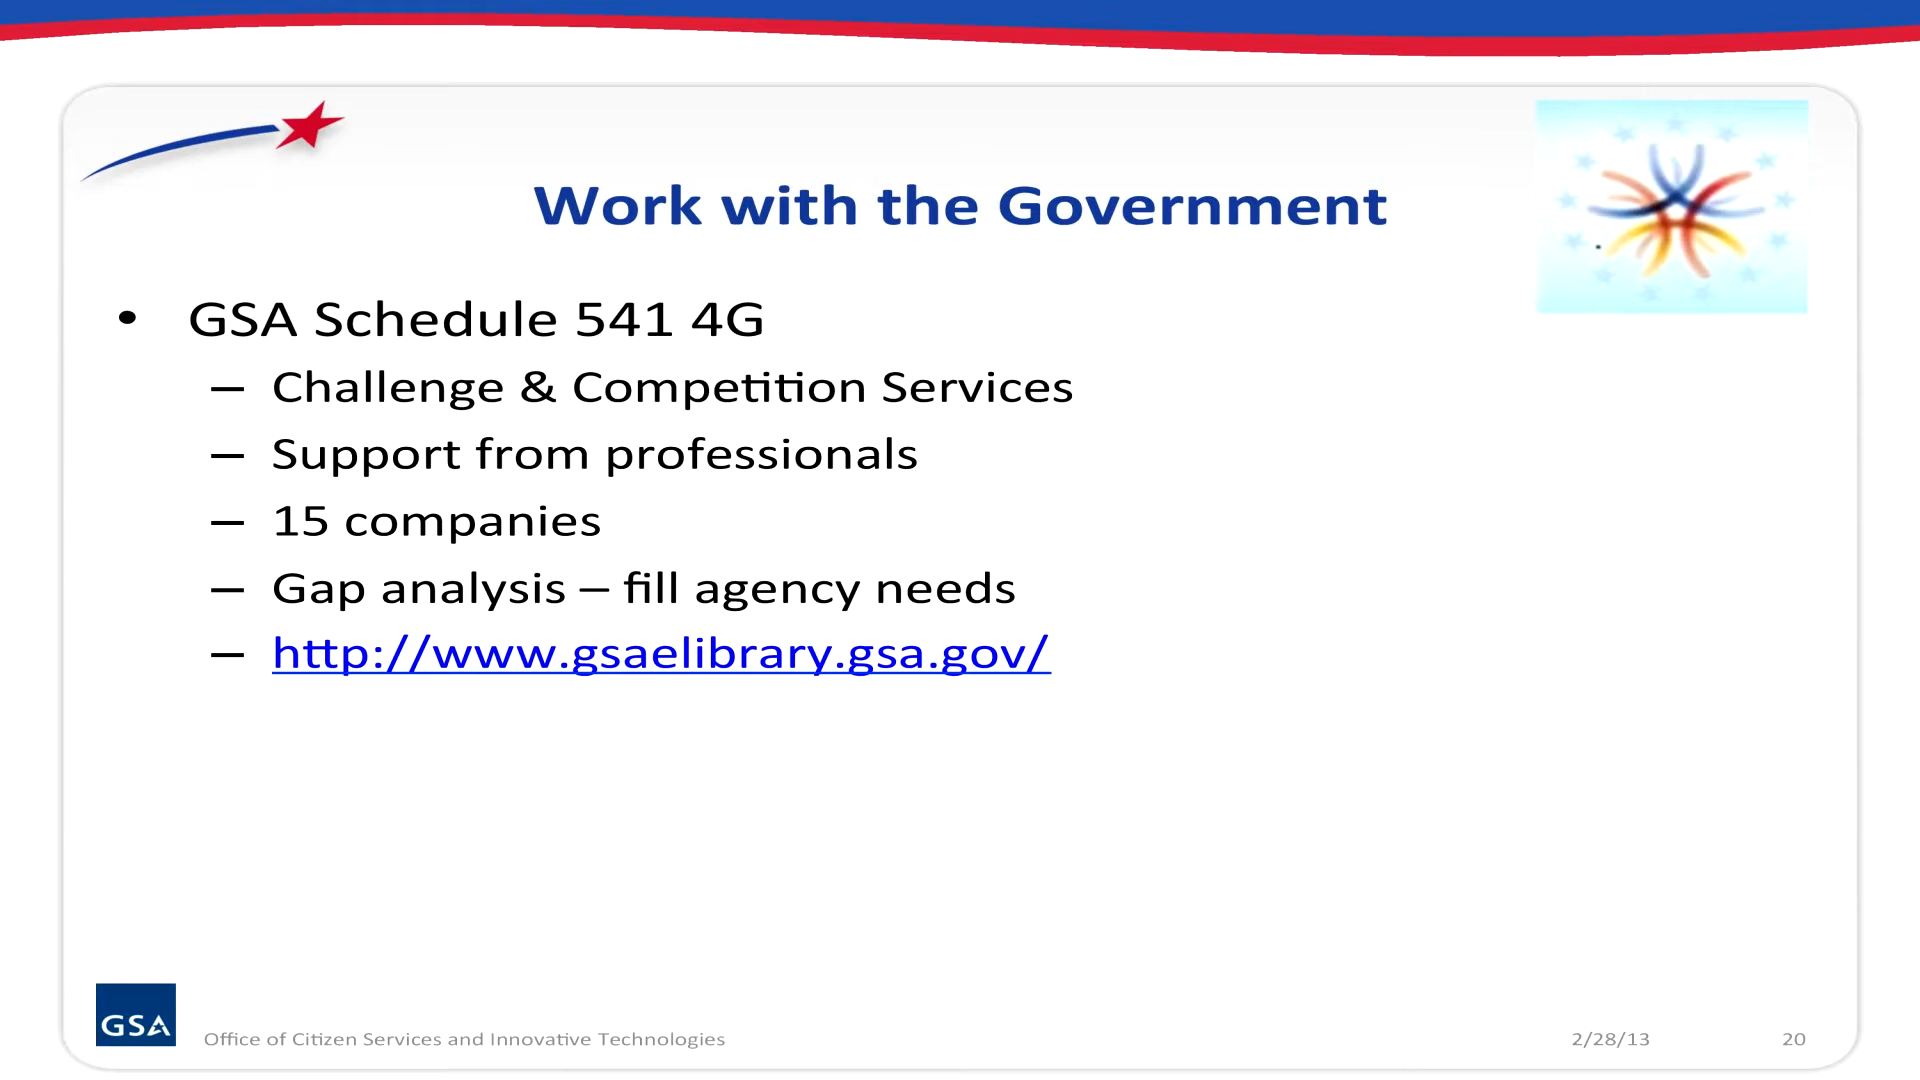 Work with the Government
• GSA Schedule 541 4G
– Challenge & Competition Services
– Support from professionals
– 15 companies
– Gap analysis – fill agency needs
– http://www.gsaelibrary.gsa.gov/
GSA
Office of Citizen Services and Innovative Technologies
2/28/13
20